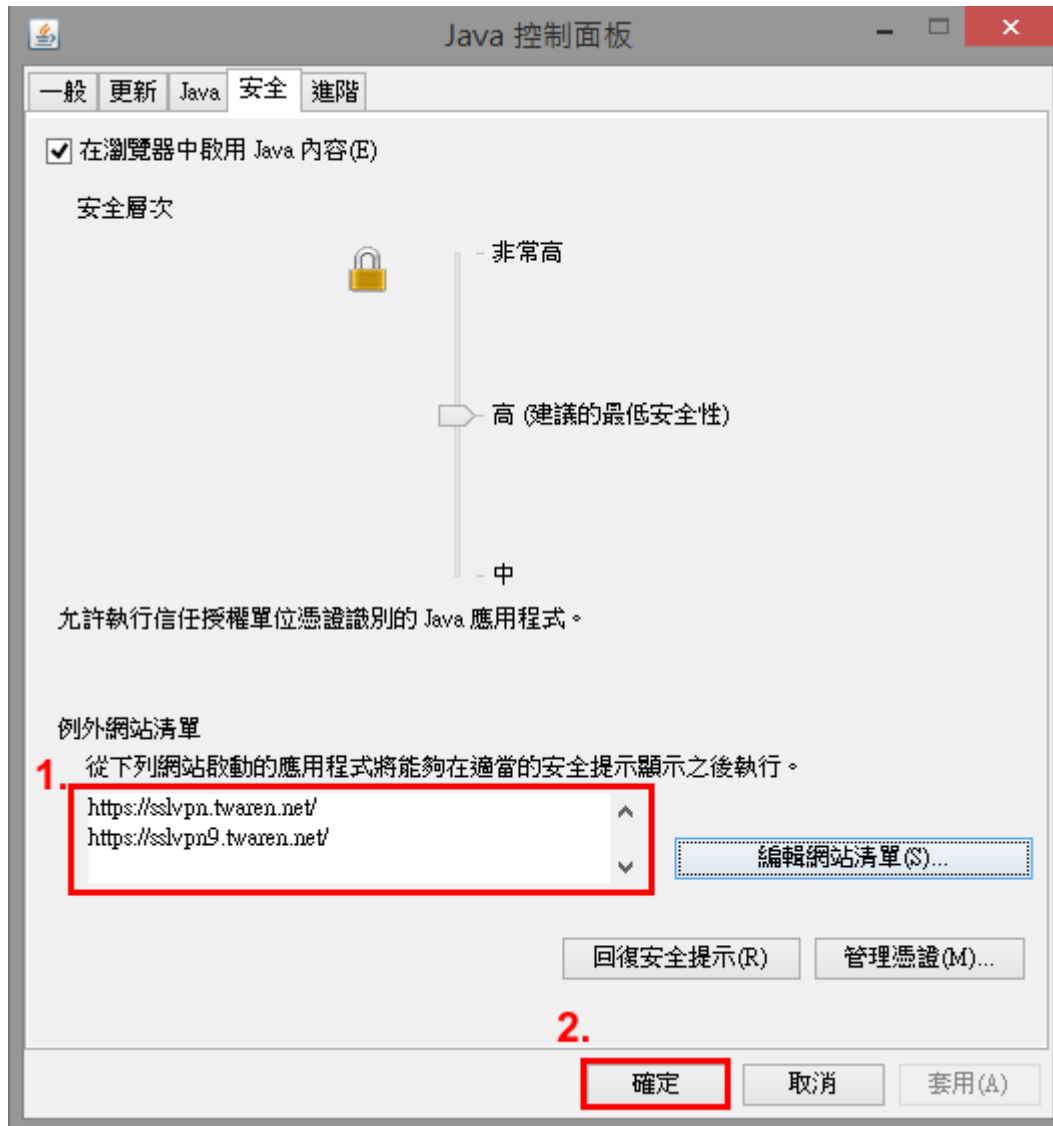 Java 控制面板
一般 更新 Java 安全 進階
在瀏覽器中啟用 Java 內容(E)
安全層次
非常高
高 (建議的最低安全性)
中
允許執行信任授權單位憑證識別的 Java 應用程式。
例外網站清單
1. 從下列網站啟動的應用程式將能夠在適當的安全提示顯示之後執行。
https://sslvpn.twaren.net/
https://sslvpn9.twaren.net/
編輯網站清單(S)...
回復安全提示(R) 管理憑證(M)...
2.
確定 取消 套用(A)